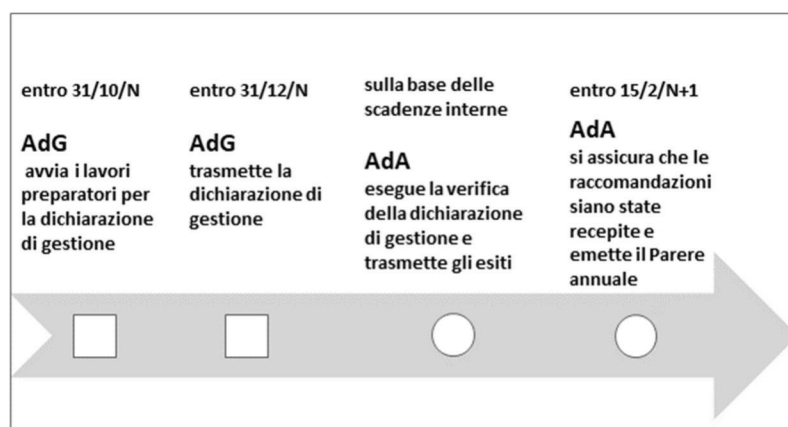 entro 31/10/N
AdG
avvia i lavori
preparatori per
la dichiarazione
di gestione
entro 31/12/N
AdG
trasmette la
dichiarazione di
gestione
sulla base delle
scadenze interne
AdA
esegue la verifica
della dichiarazione
di gestione e
trasmette gli esiti
entro 15/2/N+1
AdA
si assicura che le
raccomandazioni
siano state
recepite e
emette il Parere
annuale